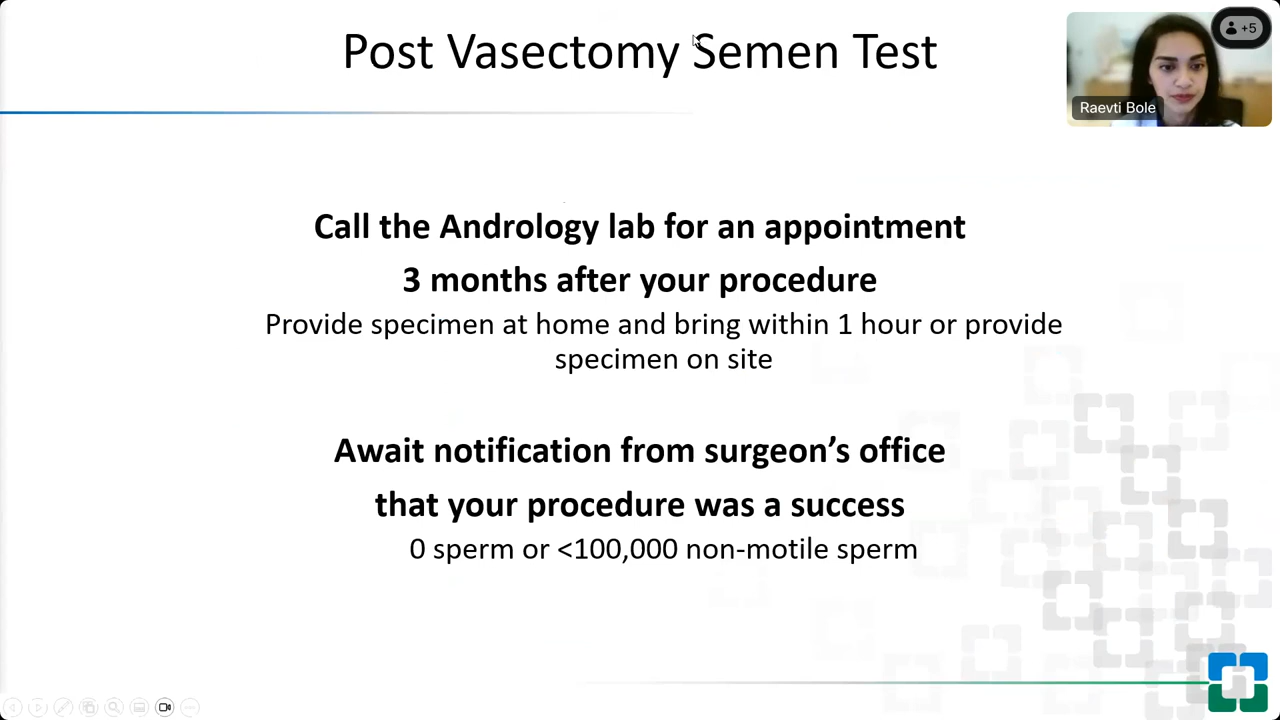 Post Vasectomy Semen Test
+5
Raevti Bole
Call the Andrology lab for an appointment
3 months after your procedure
Provide specimen at home and bring within 1 hour or provide
specimen on site
Await notification from surgeon’s office
that your procedure was a success
0 sperm or <100,000 non-motile sperm